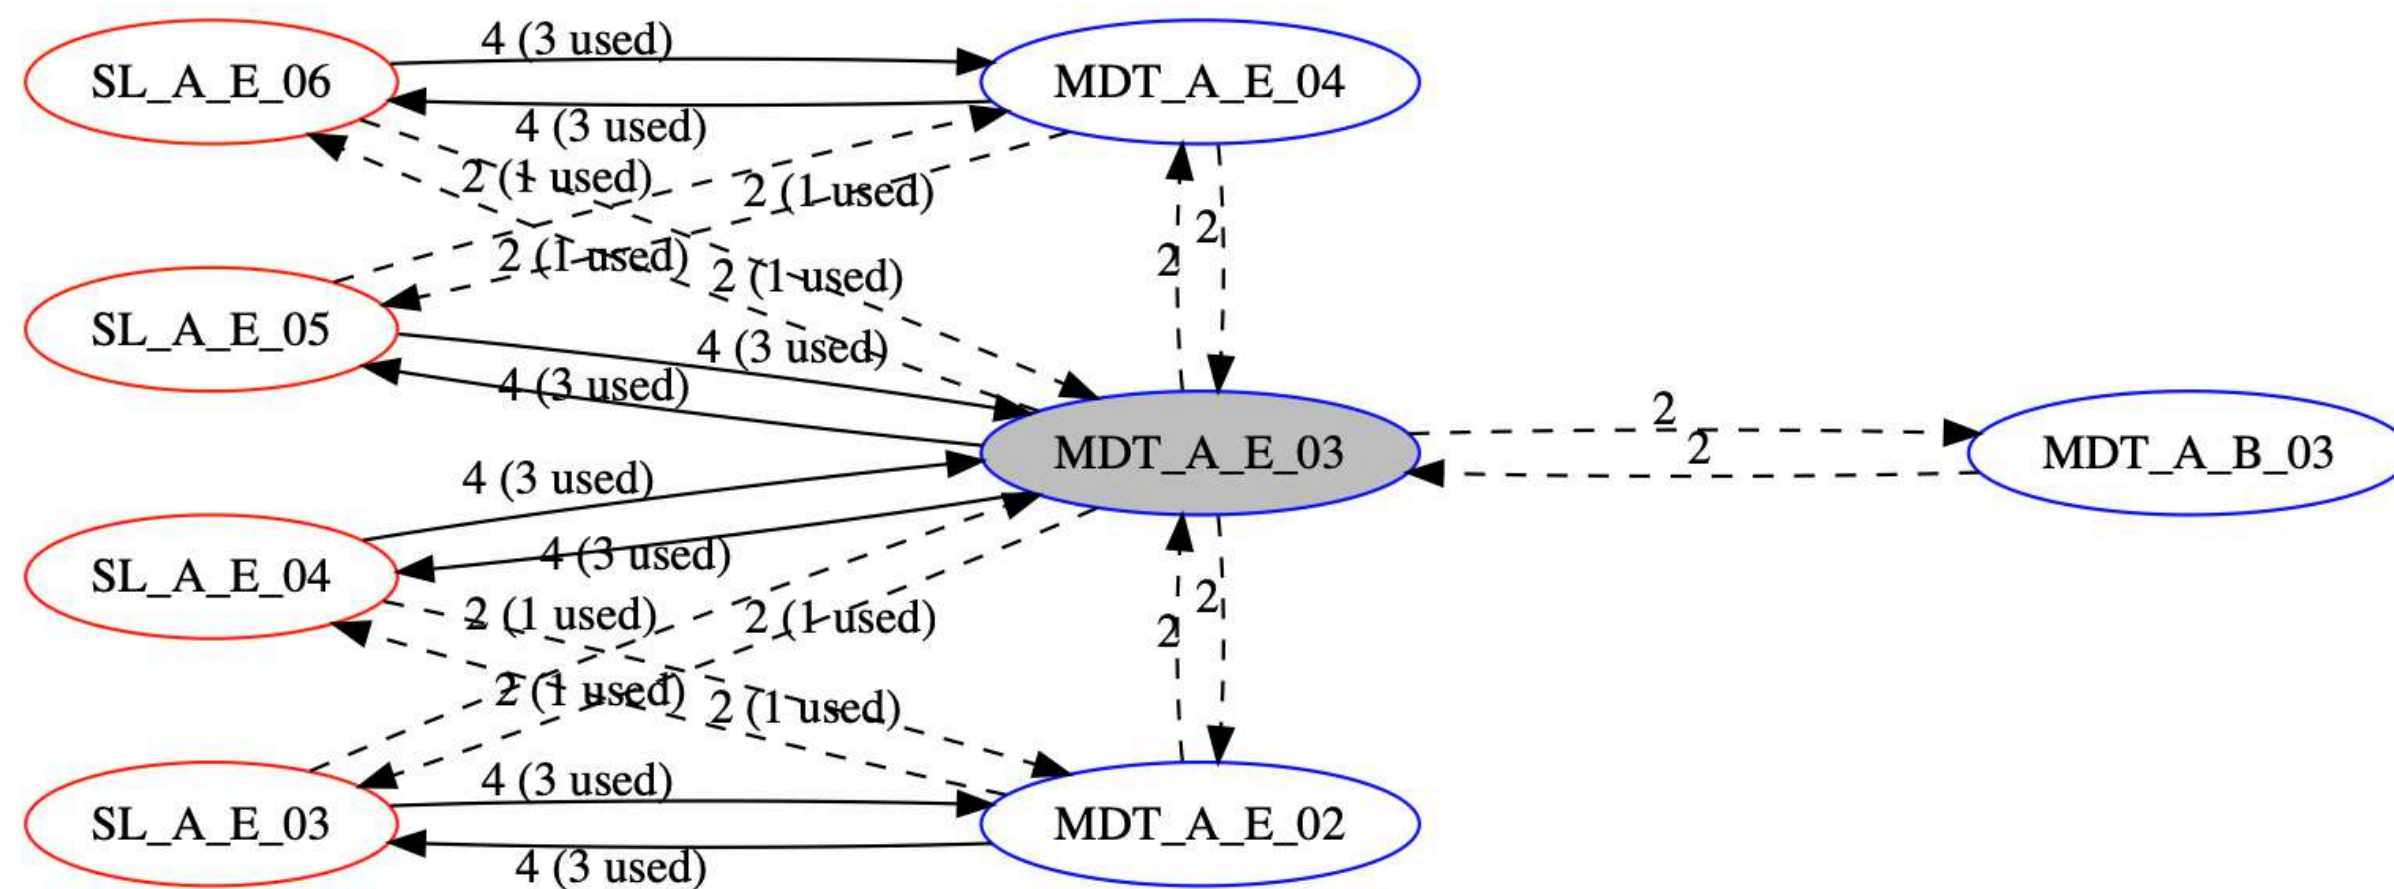 4 (3 used)
SL_A_E_06
MDT_A_E_04
4 (3 used)
2 (1 used)
2 (1 used)
2
2 (1 used)
2
2 (1 used)
SL_A_E_05
4 (3 used)
4 (3 used)
2
MDT_A_E_03
2
MDT_A_B_03
4 (3 used)
4 (3 used)
SL_A_E_04
2
2 (1 used)
2 (1 used)
2
2 (1 used)
2 (1 used)
4 (3 used)
SL_A_E_03
MDT_A_E_02
4 (3 used)